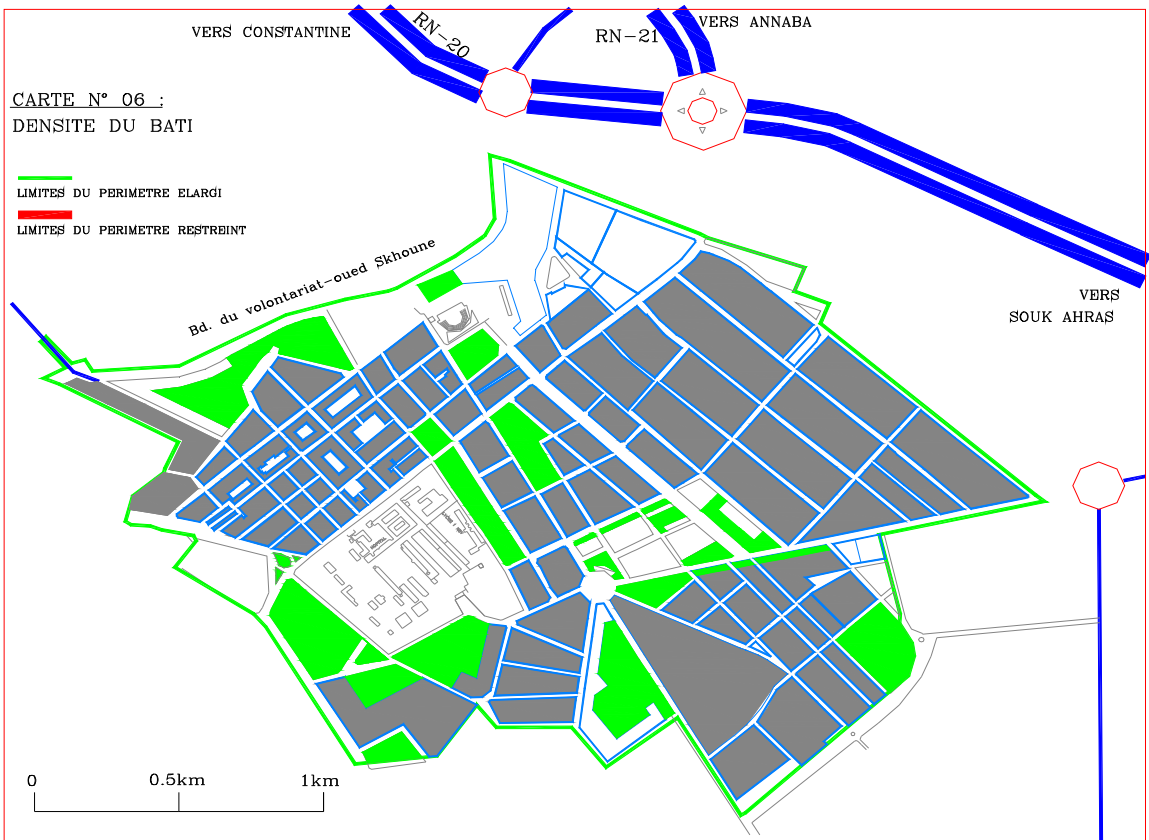 VERS CONSTANTINE
RN-20
RN-21
VERS ANNABA
CARTE N° 06 :
DENSITE DU BATI
LIMITES DU PERIMETRE ELARGI
LIMITES DU PERIMETRE RESTREINT
Bd. du volontariat-oued Skhoune
VERS
SOUK AHRAS
HOPITAL
0
0.5km
1km